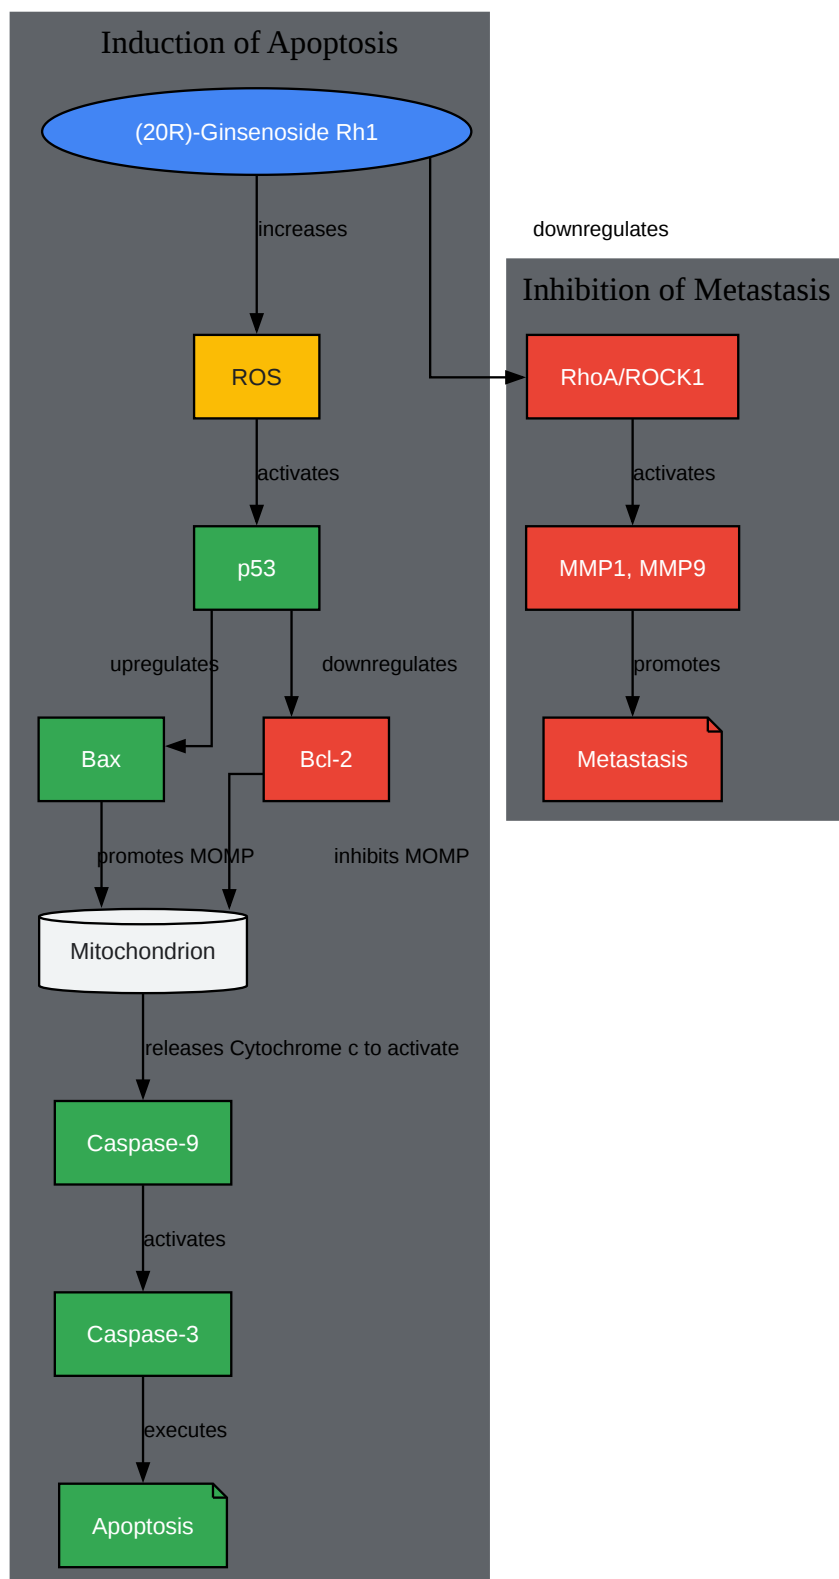 Induction of Apoptosis
(20R)-Ginsenoside Rh1
increases
downregulates
Inhibition of Metastasis
ROS
RhoA/ROCK1
activates
activates
p53
MMP1, MMP9
upregulates
downregulates
promotes
Bax
Bcl-2
Metastasis
promotes MOMP
inhibits MOMP
Mitochondrion
releases Cytochrome c to activate
Caspase-9
activates
Caspase-3
executes
Apoptosis